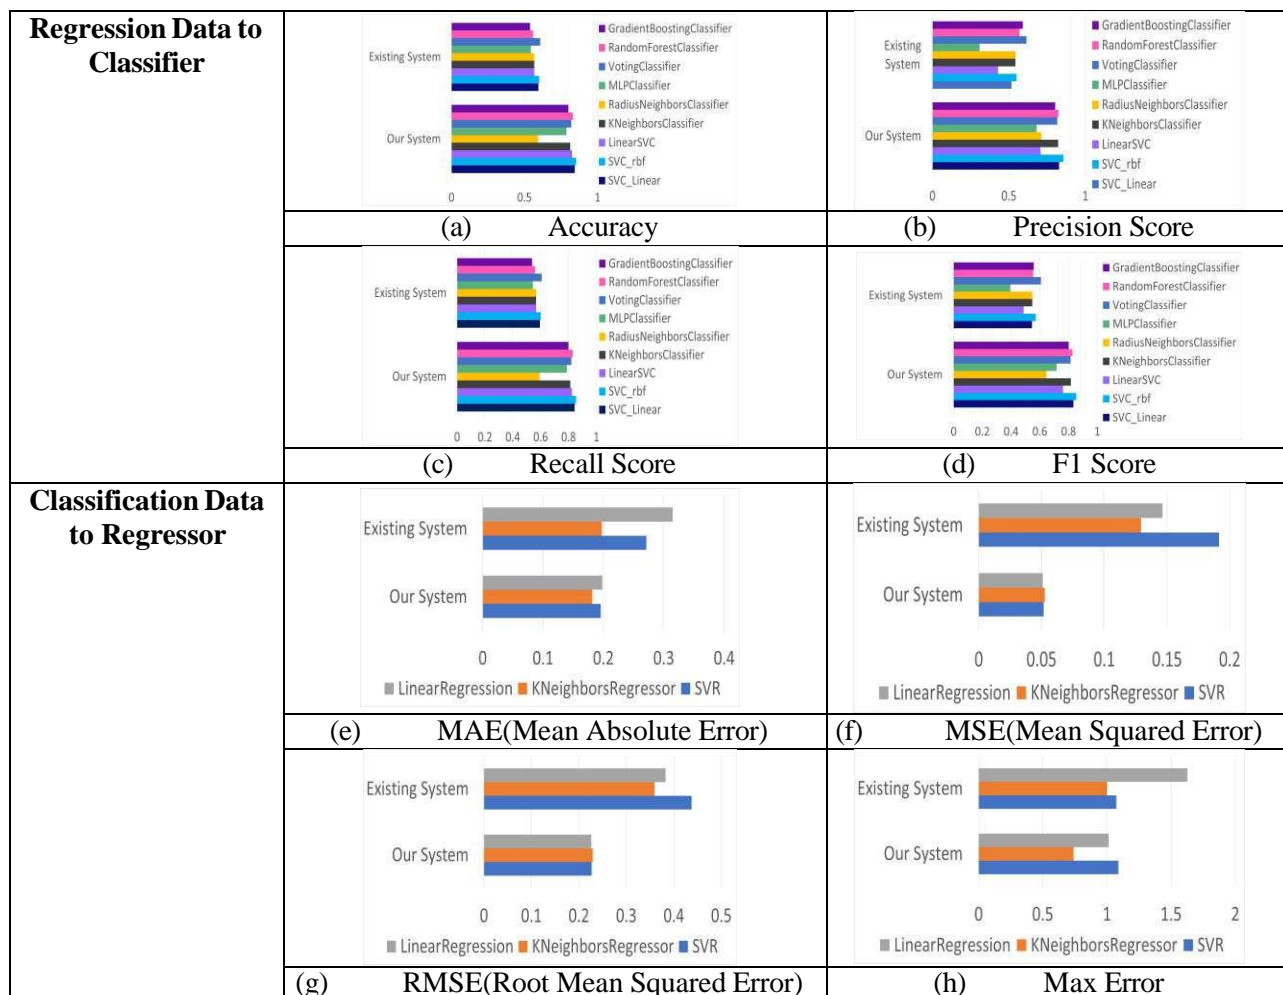 Regression Data to
Classifier
Existing System
Our System
0 0.5 1
GradientBoostingClassifier
RandomForestClassifier
VotingClassifier
MLPClassifier
RadiusNeighborsClassifier
KNeighborsClassifier
LinearSVC
SVC_rbf
SVC_Linear
(a) Accuracy
Existing
System
Our System
0 0.5 1
GradientBoostingClassifier
RandomForestClassifier
VotingClassifier
MLPClassifier
RadiusNeighborsClassifier
KNeighborsClassifier
LinearSVC
SVC_rbf
SVC_Linear
(b) Precision Score
Existing System
Our System
0 0.2 0.4 0.6 0.8 1
GradientBoostingClassifier
RandomForestClassifier
VotingClassifier
MLPClassifier
RadiusNeighborsClassifier
KNeighborsClassifier
LinearSVC
SVC_rbf
SVC_Linear
(c) Recall Score
Existing System
Our System
0 0.2 0.4 0.6 0.8 1
GradientBoostingClassifier
RandomForestClassifier
VotingClassifier
MLPClassifier
RadiusNeighborsClassifier
KNeighborsClassifier
LinearSVC
SVC_rbf
SVC_Linear
(d) F1 Score
Classification Data
to Regressor
Existing System
Our System
0 0.1 0.2 0.3 0.4
LinearRegression KNeighborsRegressor SVR
(e) MAE(Mean Absolute Error)
Existing System
Our System
0 0.05 0.1 0.15 0.2
LinearRegression KNeighborsRegressor SVR
(f) MSE(Mean Squared Error)
Existing System
Our System
0 0.1 0.2 0.3 0.4 0.5
LinearRegression KNeighborsRegressor SVR
(g) RMSE(Root Mean Squared Error)
Existing System
Our System
0 0.5 1 1.5 2
LinearRegression KNeighborsRegressor SVR
(h) Max Error